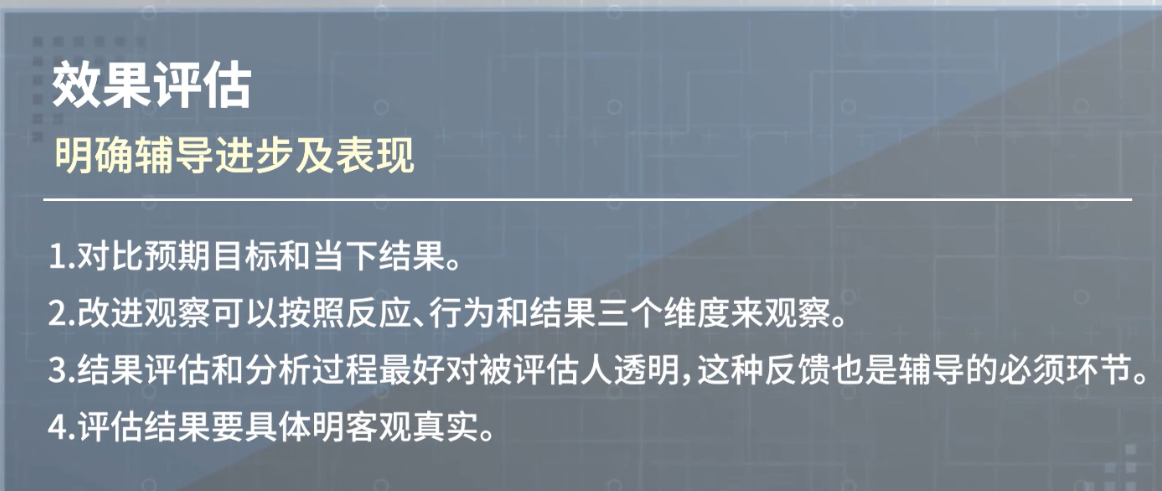 效果评估
明确辅导进步及表现
1.对比预期目标和当下结果。
2.改进观察可以按照反应、行为和结果三个维度来观察。
3.结果评估和分析过程最好对被评估人透明,这种反馈也是辅导的必须环节。
4.评估结果要具体明客观真实。